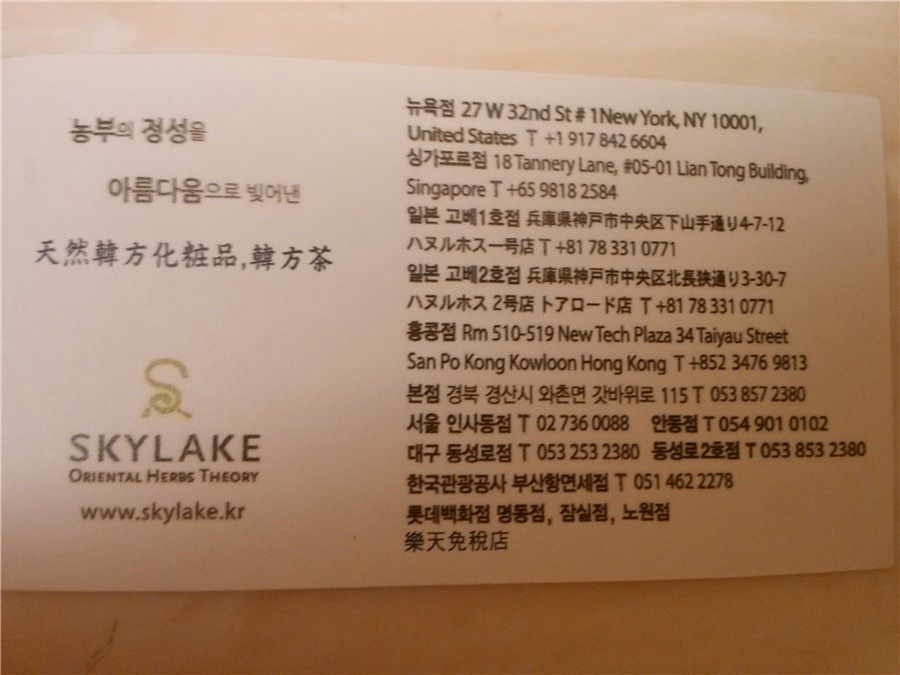 농부의 정성을
아름다움으로 빚어낸
天然韓方化粧品,韓方茶
SKYLAKE
ORIENTAL HERBS THEORY
www.skylake.kr
뉴욕점 27 W 32nd St # 1New York, NY 10001,
United States T +1 917 842 6604
싱가포르점 18 Tannery Lane, #05-01 Lian Tong Building,
Singapore T +65 9818 2584
일본 고베1호점 兵庫県神戸市中央区下山手通り4-7-12
ハヌルホス一号店 T +81 78 331 0771
일본 고베2호점 兵庫県神戸市中央区北長狭通り3-30-7
ハヌルホス 2号店 トアロード店 T +81 78 331 0771
홍콩점 Rm 510-519 New Tech Plaza 34 Taiyau Street
San Po Kong Kowloon Hong Kong T +852 3476 9813
본점 경북 경산시 와촌면 갓바위로 115 T 053 857 2380
서울 인사동점 T 02 736 0088 안동점 T 054 901 0102
대구 동성로점 T 053 253 2380 동성로2호점 T 053 853 2380
한국관광공사 부산항면세점 T 051 462 2278
롯데백화점 명동점, 잠실점, 노원점
樂天免稅店